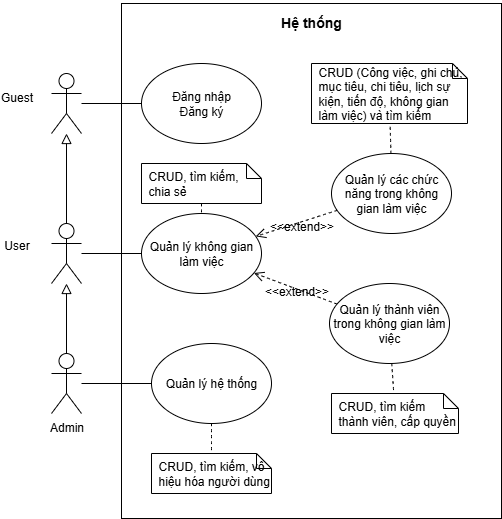 Hệ thống
Guest
Đăng nhập
Đăng ký
CRUD (Công việc, ghi chú
mục tiêu, chi tiêu, lịch sự
kiện, tiến độ, không gian
làm việc) và tìm kiếm
CRUD, tìm kiếm,
chia sẻ
Quản lý các chức
năng trong không
gian làm việc
<<extend>>
User
Quản lý không gian
làm việc
<<extend>>
Quản lý thành viên
trong không gian làm
việc
Quản lý hệ thống
Admin
CRUD, tìm kiếm
thành viên, cấp quyền
CRUD, tìm kiếm, vô
hiệu hóa người dùng